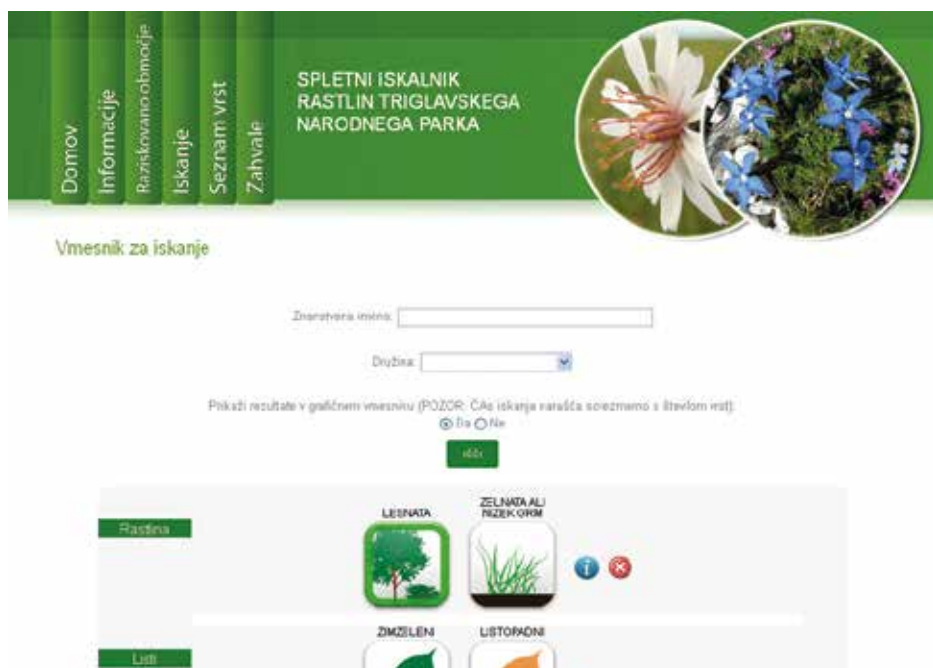 Domov
Informacije
Raziskovano območje
Iskanje
Seznam vrst
Zahvale
SPLETNI ISKALNIK
RASTLIN TRIGLAVSKEGA
NARODNEGA PARKA
Vmesnik za iskanje
Znanstveno ime:
Družina:
Prikaži rezultate v grafičnem vmesniku (POZOR: ČAs iskanja narašča sorazmerno s številom vrst):
Da Ne
Išči
Rastlina
LESNATA
ZELNATA ALI
NIZEK GRM
Listi
ZIMZELENI
LISTOPADNI